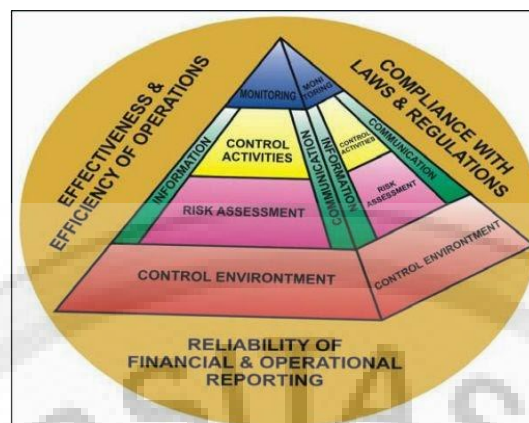 EFFECTIVENESS &
EFFICIENCY OF OPERATIONS
COMPLIANCE WITH
LAWS & REGULATIONS
MONITORING
MONI
TORING
INFORMATION
CONTROL
ACTIVITIES
COMMUNICATION
INFORMATION
CONTROL
ACTIVITIES
COMMUNICATION
RISK ASSESSMENT
RISK
ASSESSMENT
CONTROL ENVIRONTMENT
CONTROL ENVIRONTMENT
RELIABILITY OF
FINANCIAL & OPERATIONAL
REPORTING